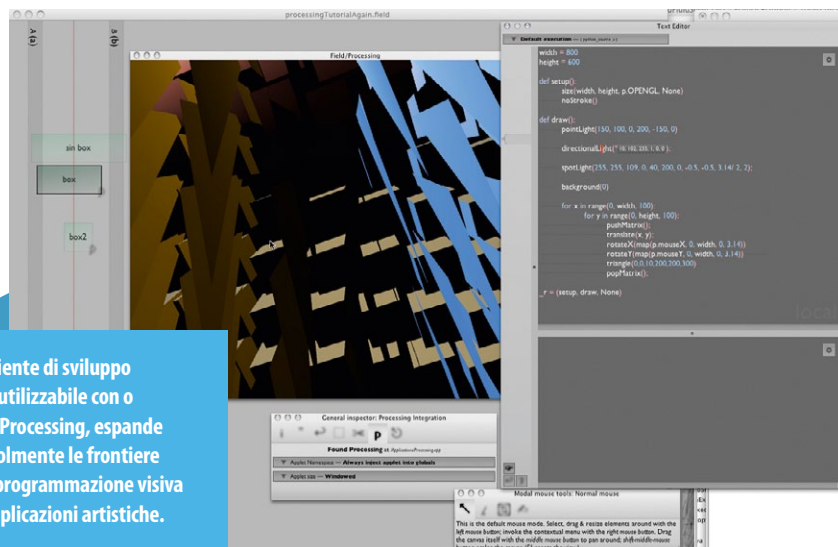 processingTutorialAgain.field
A (a)
B (b)
sin box
box
box2
Field/Processing
Text Editor
▼ Default annotation — ( python_source_v)
width = 800
height = 600
def setup():
size(width, height, p.OPENGL, None)
noStroke()
def draw():
pointLight(150, 100, 0, 200, -150, 0)
directionalLight(
spotLight(255, 255, 109, 0, 40, 200, 0, -0.5, -0.5, 3.14/ 2, 2);
background(0)
for x in range(0, width, 100):
for y in range(0, height, 100):
pushMatrix();
translate(x, y);
rotateX(map(p.mouseX, 0, width, 0, 3.14))
rotateY(map(p.mouseY, 0, width, 0, 3.14))
triangle(0,0,10,200,200,300)
popMatrix();
_r = (setup, draw, None)
local
iente di sviluppo
utilizzabile con o
Processing, espande
olmente le frontiere
programmazione visiva
plicazioni artistiche.
General inspector: Processing Integration
p
Found Processing at Applications/Processing.app
▼ Applet Namespace — Always inject applet into globals
▼ Applet size — Windowed
Modal mouse tools: Normal mouse
This is the default mouse mode. Select, drag & resize elements around with the
left mouse button; invoke the contextual menu with the right mouse button. Drag
the canvas itself with the middle mouse button to pan around; shift-middle-mouse